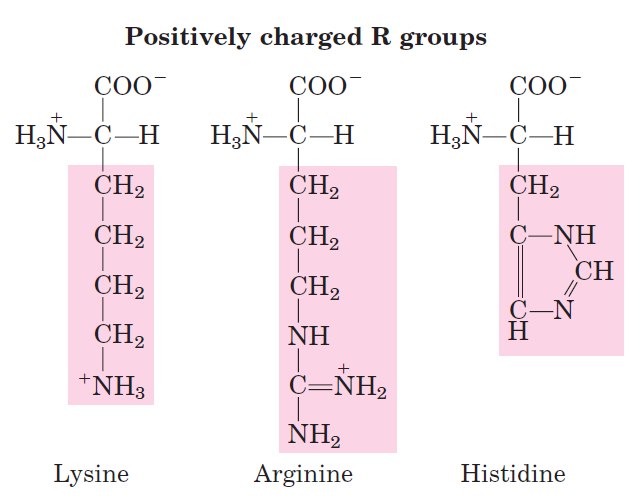 Positively charged R groups
COO⁻ COO⁻ COO⁻
H₃N⁺—C—H H₃N⁺—C—H H₃N⁺—C—H
CH₂ CH₂ CH₂
CH₂ CH₂ C—NH
CH
CH₂ CH₂ C—N
H
CH₂ NH
⁺NH₃ C=N⁺H₂
NH₂
Lysine Arginine Histidine